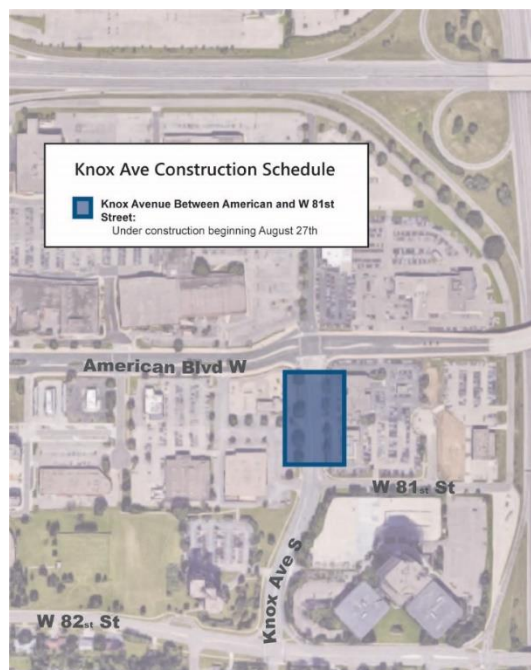 Knox Ave Construction Schedule
Knox Avenue Between American and W 81st
Street:
Under construction beginning August 27th
American Blvd W
W 81st St
Knox Ave S
W 82st St